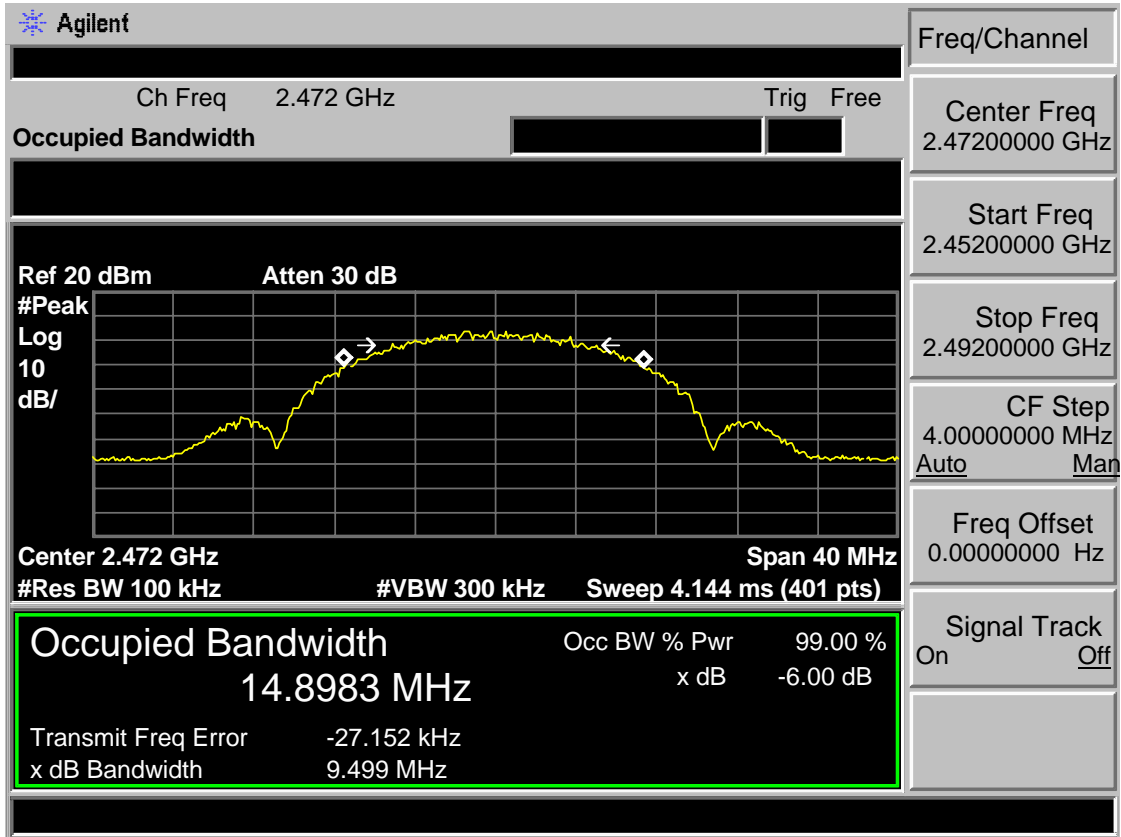 Agilent
Freq/Channel
Ch Freq 2.472 GHz Trig Free
Occupied Bandwidth
Center Freq
2.47200000 GHz
Start Freq
2.45200000 GHz
Stop Freq
2.49200000 GHz
CF Step
4.00000000 MHz
Auto Man
Freq Offset
0.00000000 Hz
Signal Track
On Off
Ref 20 dBm Atten 30 dB
#Peak
Log
10
dB/
Center 2.472 GHz Span 40 MHz
#Res BW 100 kHz #VBW 300 kHz Sweep 4.144 ms (401 pts)
Occupied Bandwidth Occ BW % Pwr 99.00 %
14.8983 MHz x dB -6.00 dB
Transmit Freq Error -27.152 kHz
x dB Bandwidth 9.499 MHz